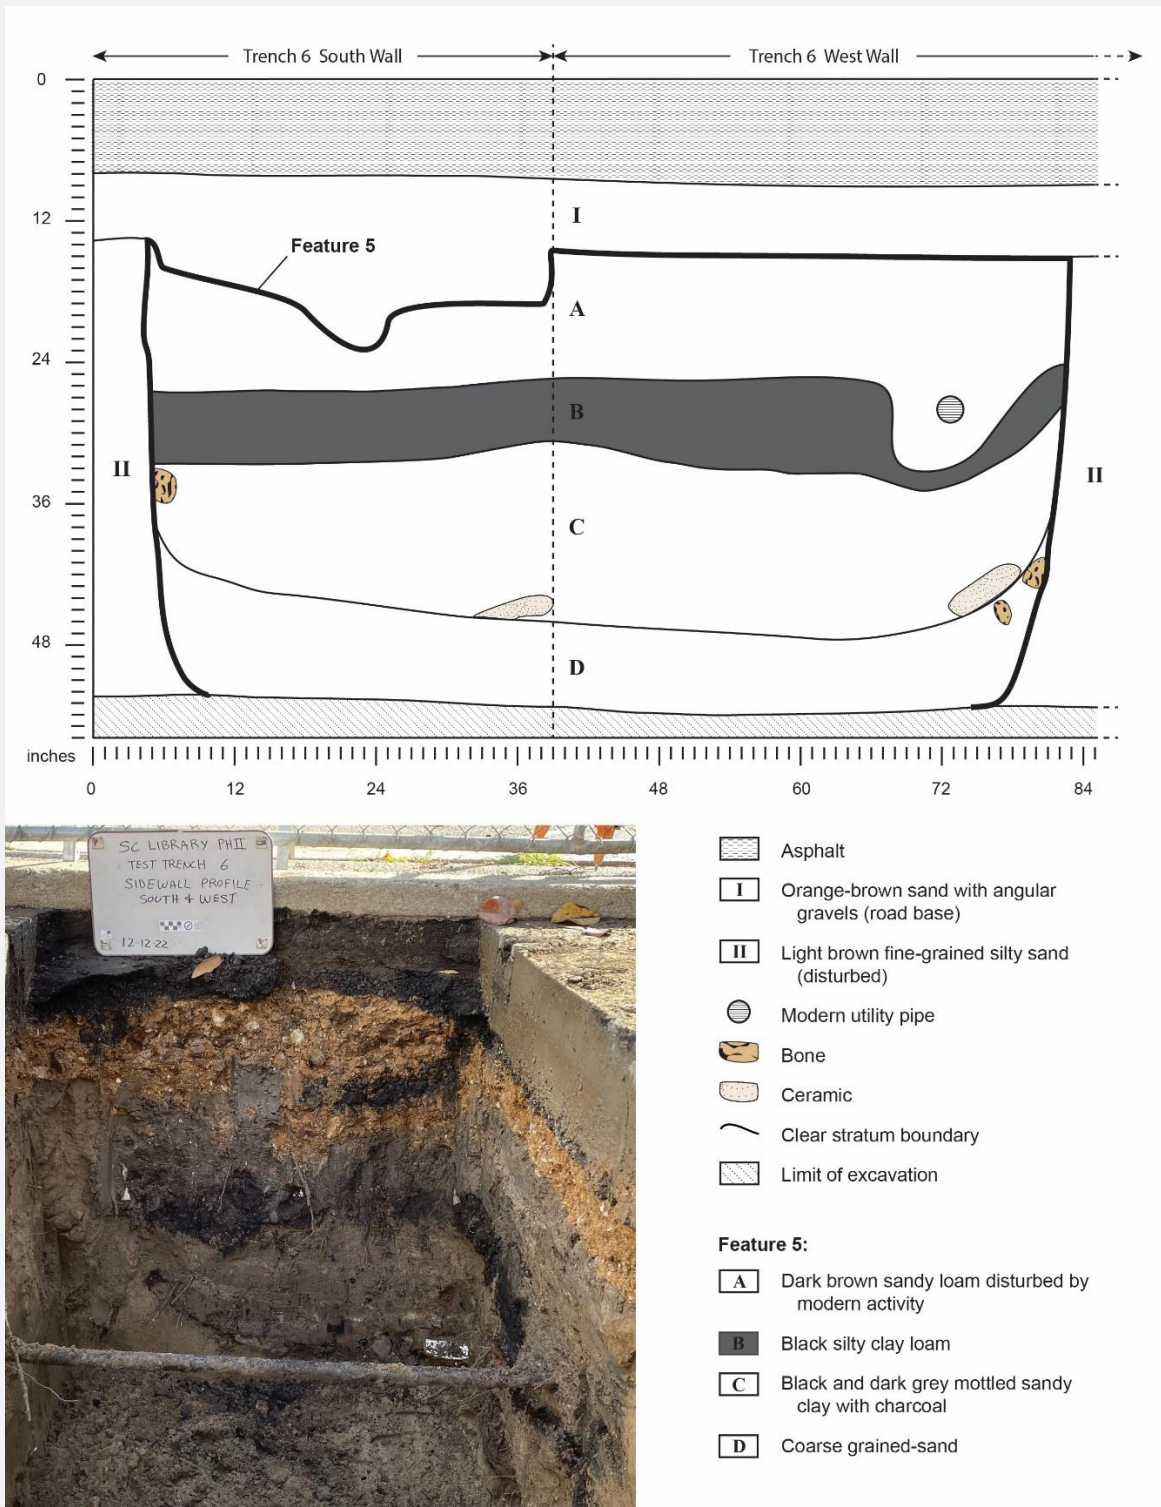 Trench 6 South Wall
Trench 6 West Wall
0
12
24
36
48
I
Feature 5
A
B
II
II
C
D
inches
0
12
24
36
48
60
72
84
SC LIBRARY PHII
TEST TRENCH 6
SIDEWALL PROFILE
SOUTH + WEST
12-12-22
Asphalt
I Orange-brown sand with angular
gravels (road base)
II Light brown fine-grained silty sand
(disturbed)
Modern utility pipe
Bone
Ceramic
Clear stratum boundary
Limit of excavation
Feature 5:
A Dark brown sandy loam disturbed by
modern activity
B Black silty clay loam
C Black and dark grey mottled sandy
clay with charcoal
D Coarse grained-sand